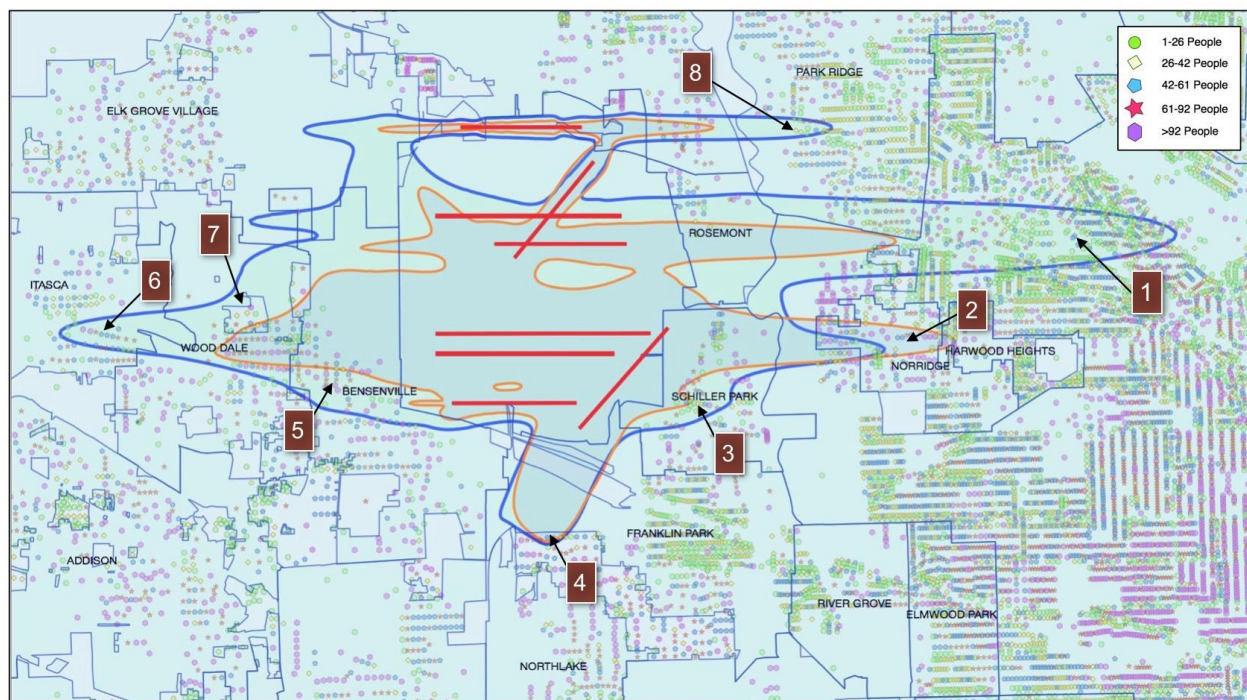 1-26 People
26-42 People
42-61 People
61-92 People
>92 People
8
PARK RIDGE
ELK GROVE VILLAGE
7
ROSEMONT
6
ITASCA
1
2
WOOD DALE
HARWOOD HEIGHTS
NORRIDGE
BENSENVILLE
SCHILLER PARK
5
3
FRANKLIN PARK
ADDISON
4
RIVER GROVE
ELMWOOD PARK
NORTHLAKE